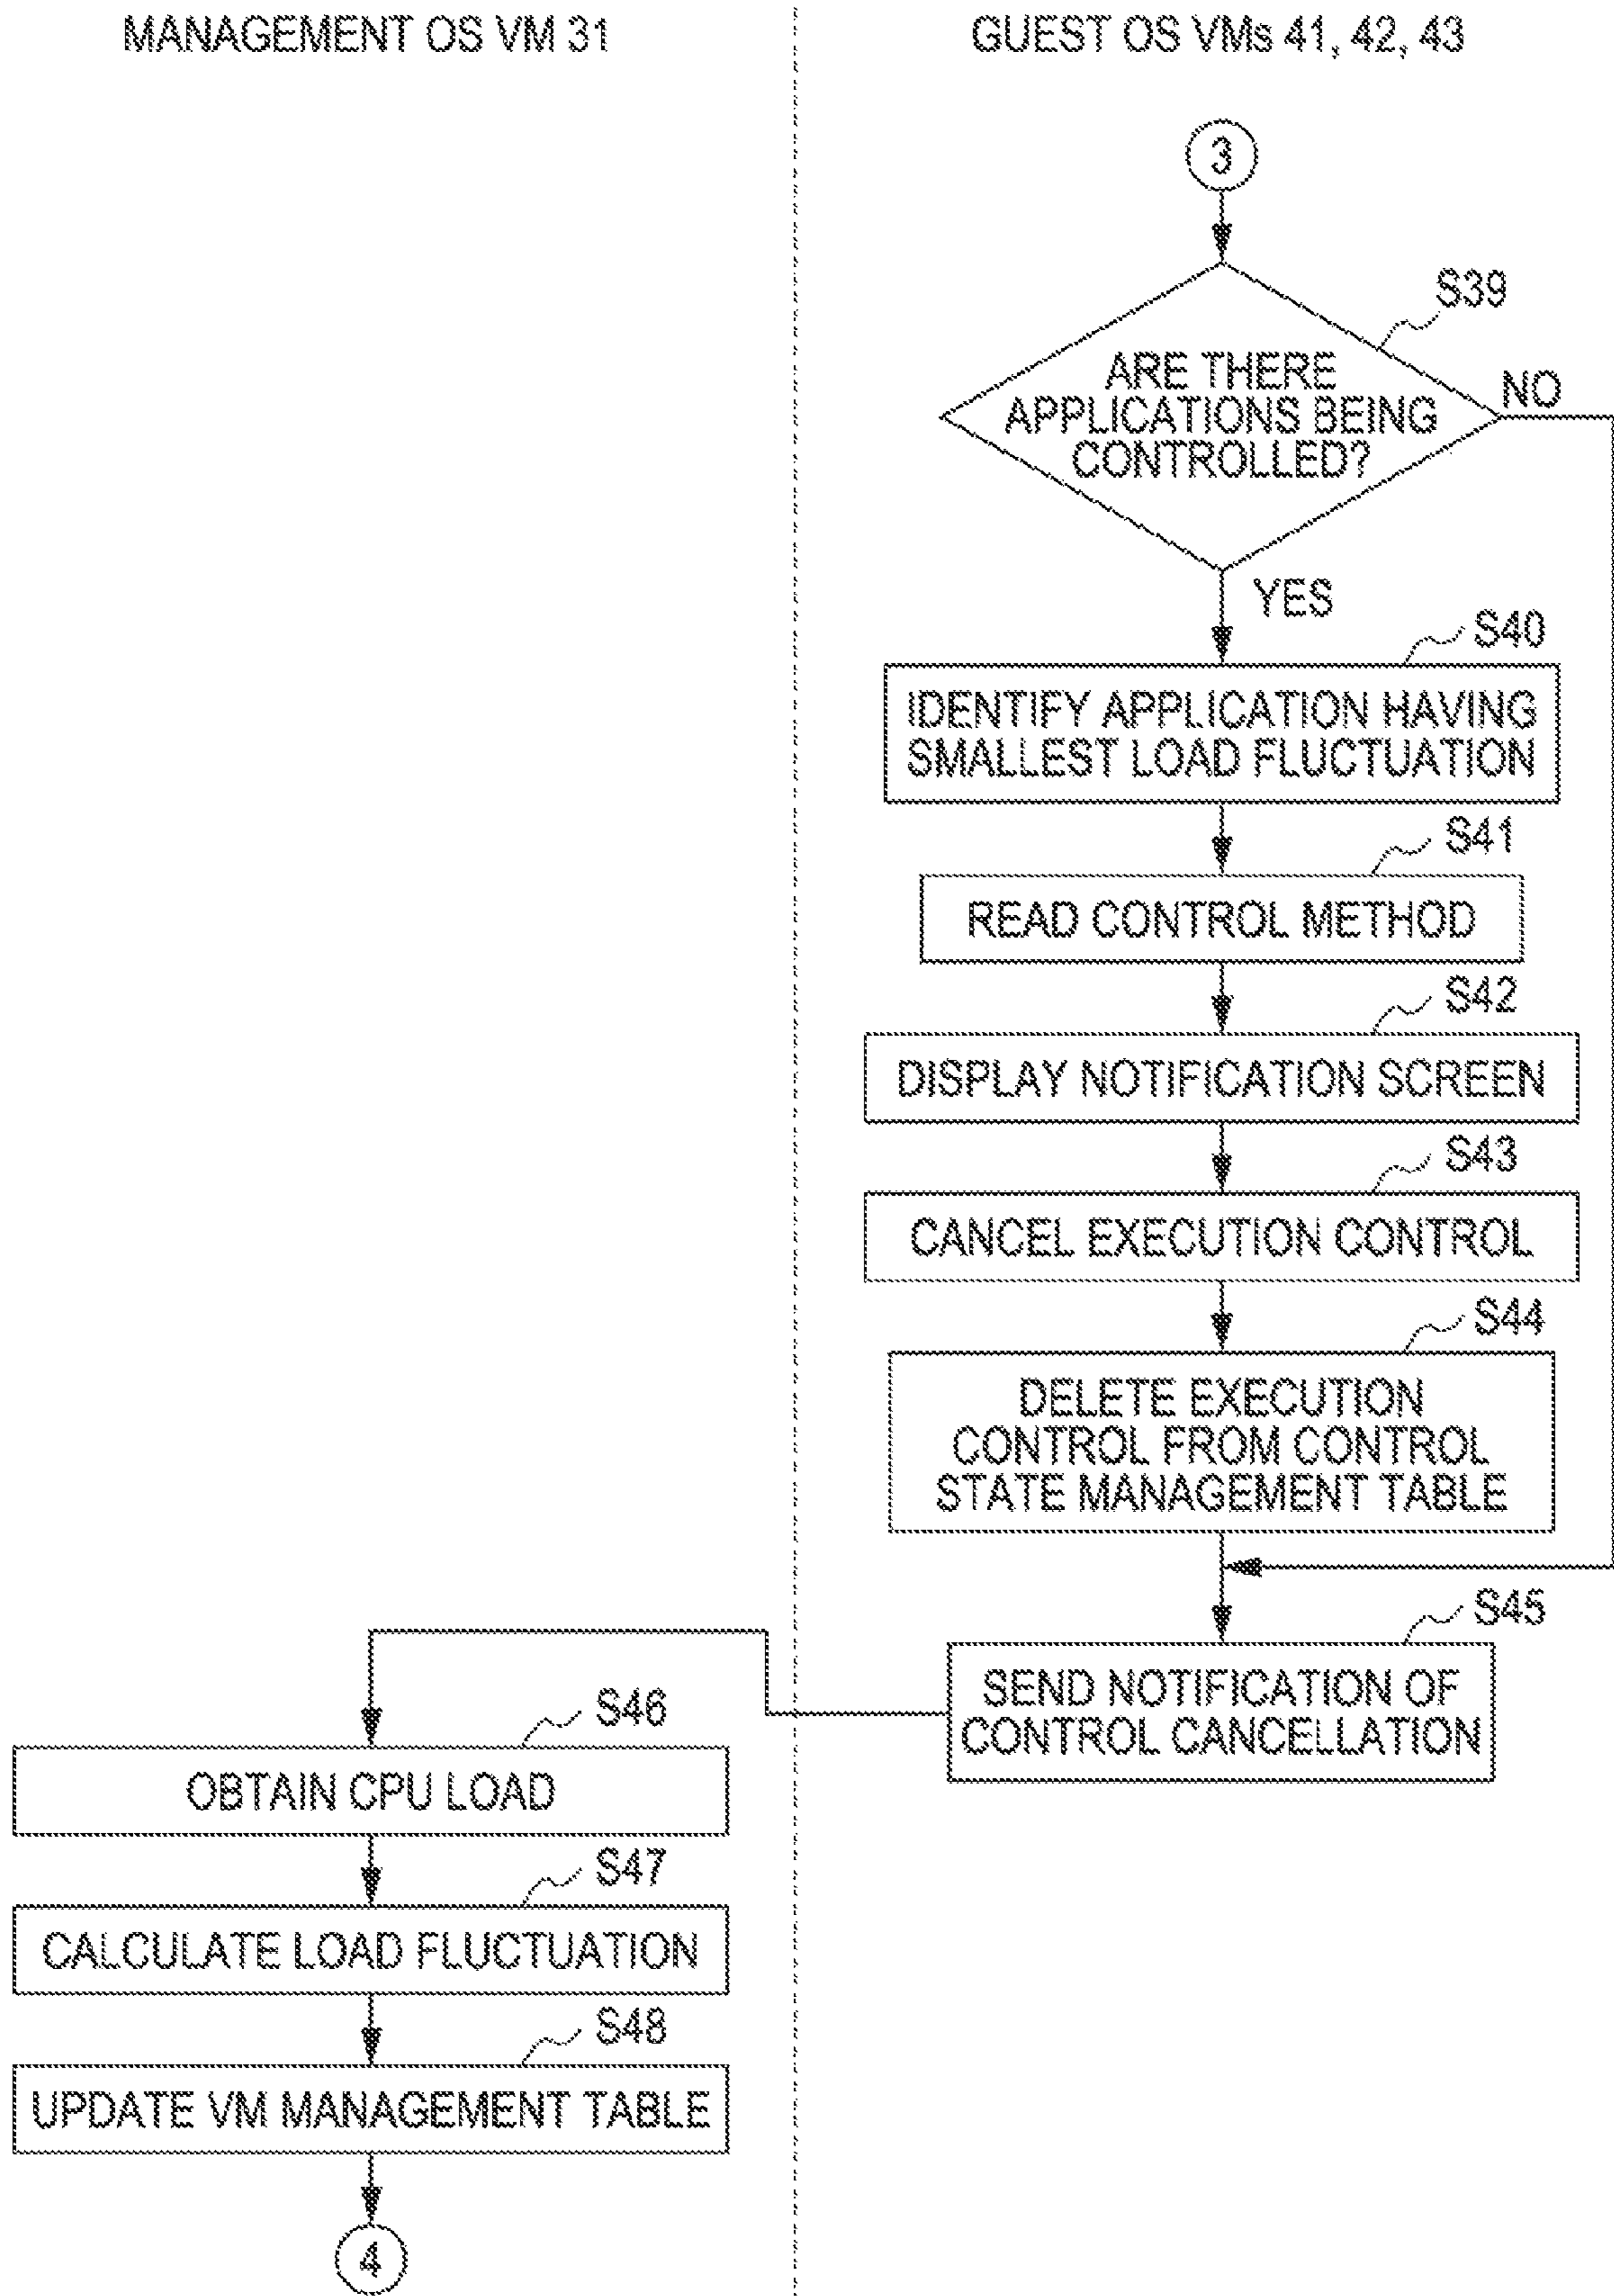 MANAGEMENT OS VM 31
GUEST OS VMs 41, 42, 43
3
S39
ARE THERE
APPLICATIONS BEING
CONTROLLED?
NO
YES
S40
IDENTIFY APPLICATION HAVING
SMALLEST LOAD FLUCTUATION
S41
READ CONTROL METHOD
S42
DISPLAY NOTIFICATION SCREEN
S43
CANCEL EXECUTION CONTROL
S44
DELETE EXECUTION
CONTROL FROM CONTROL
STATE MANAGEMENT TABLE
S45
SEND NOTIFICATION OF
CONTROL CANCELLATION
S46
OBTAIN CPU LOAD
S47
CALCULATE LOAD FLUCTUATION
S48
UPDATE VM MANAGEMENT TABLE
4